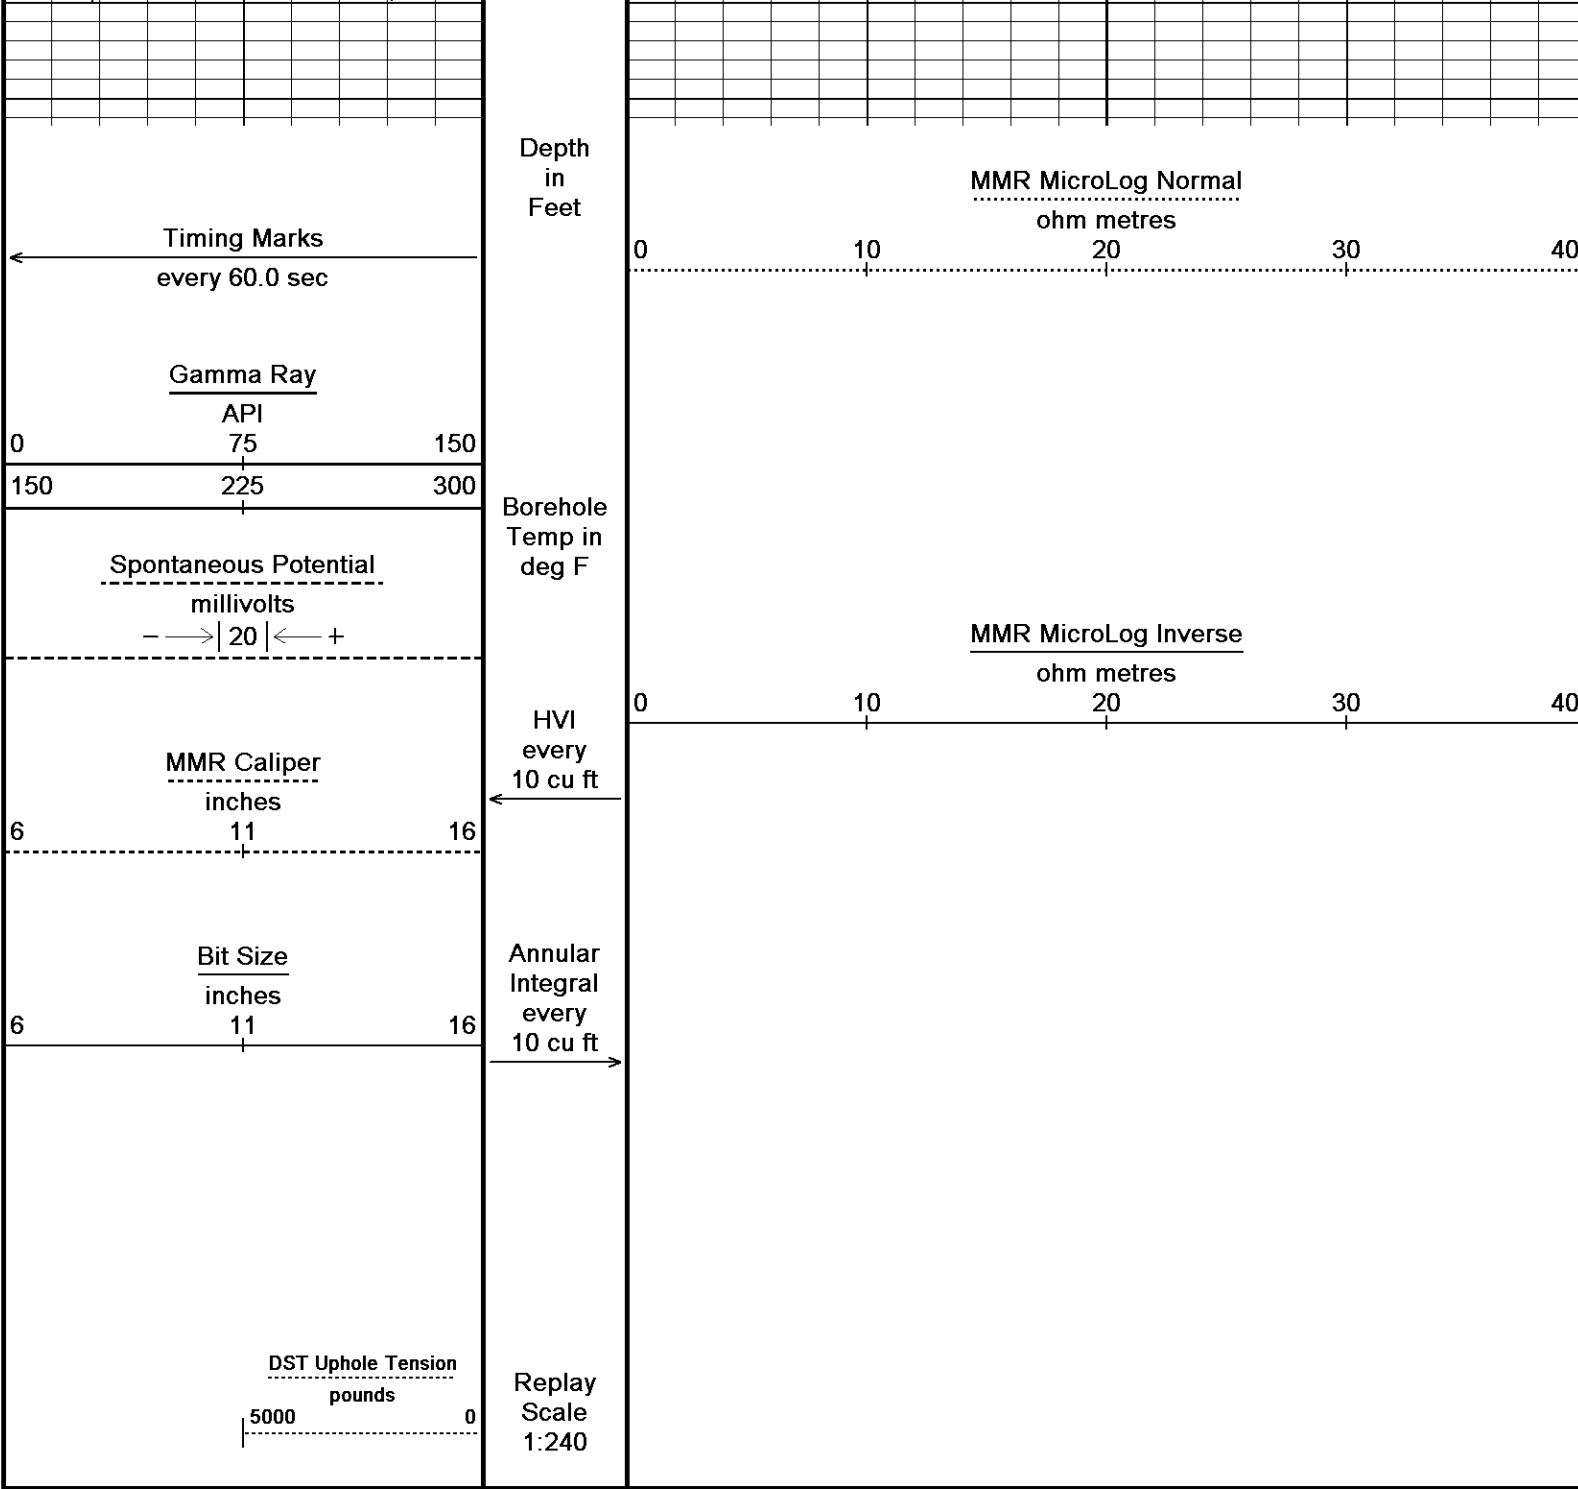 Timing Marks
every 60.0 sec
Gamma Ray
API
0 75 150
150 225 300
Spontaneous Potential
millivolts
− 20 +
MMR Caliper
inches
6 11 16
Bit Size
inches
6 11 16
DST Uphole Tension
pounds
5000 0
Depth
in
Feet
Borehole
Temp in
deg F
HVI
every
10 cu ft
Annular
Integral
every
10 cu ft
Replay
Scale
1:240
MMR MicroLog Normal
ohm metres
0 10 20 30 40
MMR MicroLog Inverse
ohm metres
0 10 20 30 40